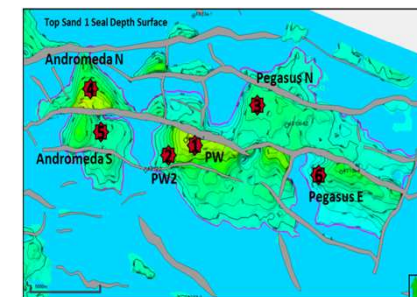 Top Sand 1 Seal Depth Surface
Andromeda N
Pegasus N
4
3
5
1
2
PW
Andromeda S
PW2
6
Pegasus E